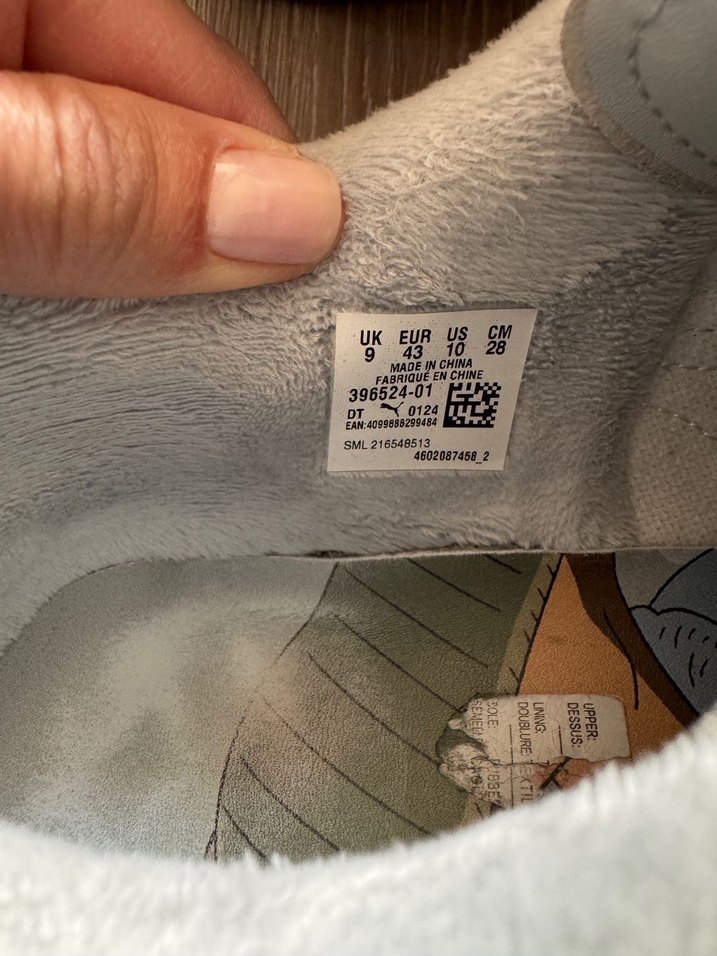 UK EUR US CM
9 43 10 28
MADE IN CHINA
FABRIQUÉ EN CHINE
396524-01
DT 0124
EAN:4099688299484
SML 216548513
4602087458_2
UPPER:
DESSUS:
LINING:
DOUBLURE: